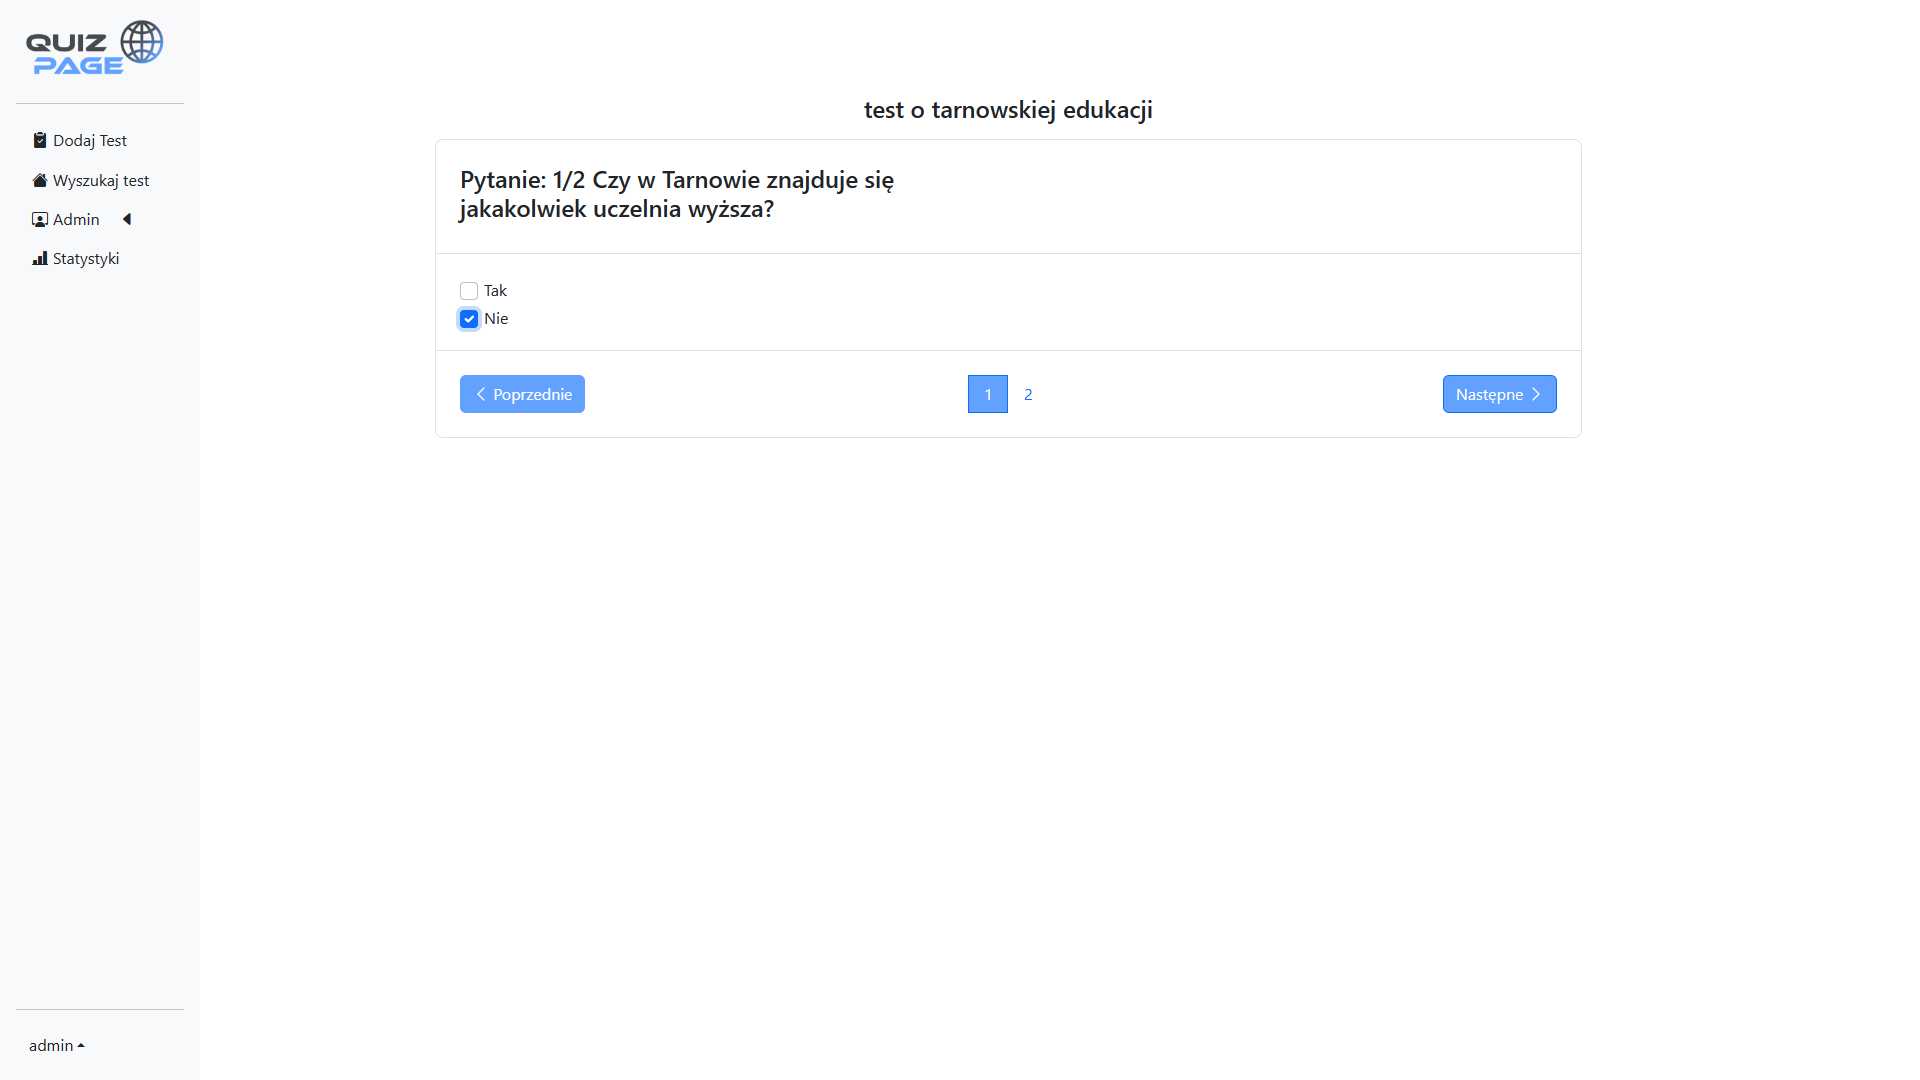 QUIZ
PAGE
Dodaj Test
Wyszukaj test
Admin
Statystyki
admin
test o tarnowskiej edukacji
Pytanie: 1/2 Czy w Tarnowie znajduje się
jakakolwiek uczelnia wyższa?
Tak
Nie
Poprzednie
1
2
Następne